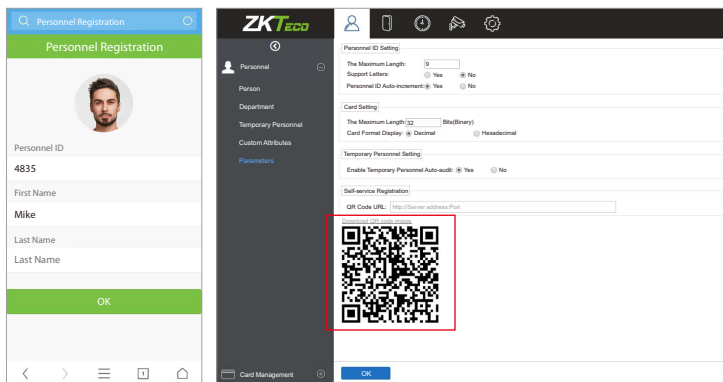 Personnel Registration
Personnel Registration
Personnel ID
4835
First Name
Mike
Last Name
Last Name
OK
1
ZKTeco
Personnel
Person
Department
Temporary Personnel
Custom Attributes
Parameters
Card Management
Personnel ID Setting
The Maximum Length: 9
Support Letters: Yes No
Personnel ID Auto-increment: Yes No
Card Setting
The Maximum Length: 32 Bits(Binary)
Card Format Display: Decimal Hexadecimal
Temporary Personnel Setting
Enable Temporary Personnel Auto-audit: Yes No
Self-service Registration
QR Code URL: http://Server address:Port
Download QR code image
OK